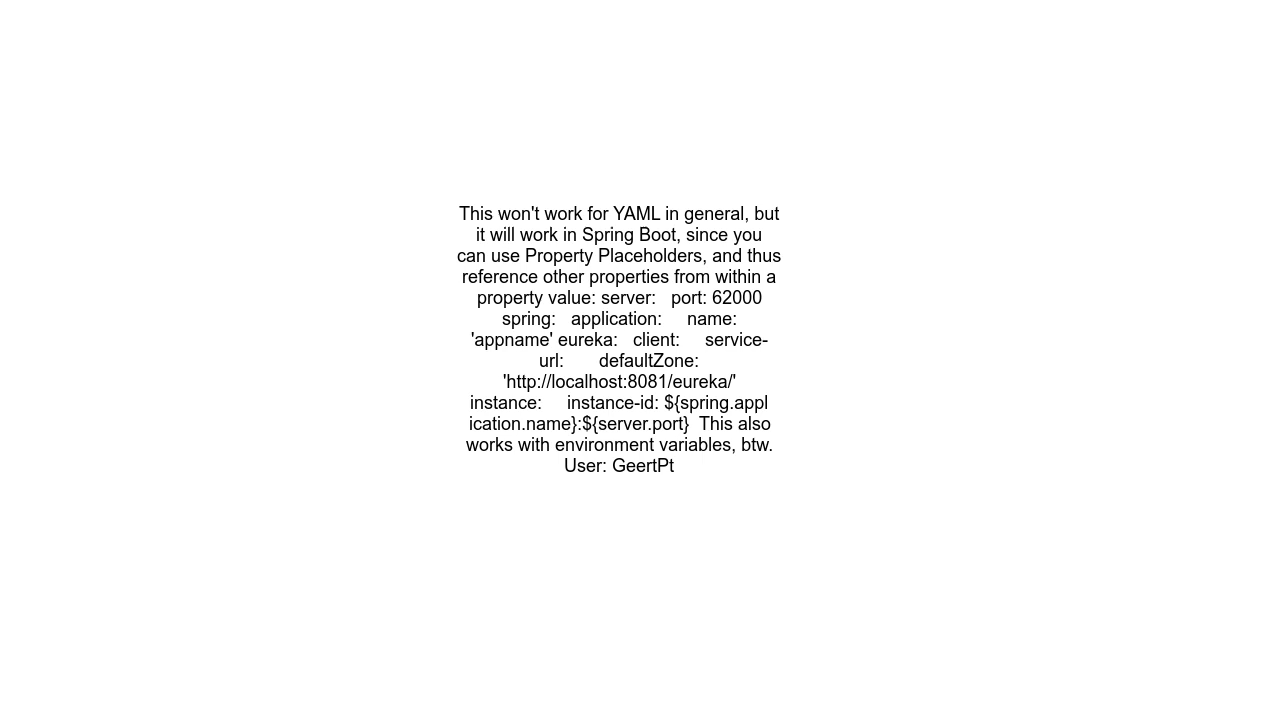 This won't work for YAML in general, but
it will work in Spring Boot, since you
can use Property Placeholders, and thus
reference other properties from within a
property value: server:   port: 62000
spring:   application:     name:
'appname' eureka:   client:     service-
url:       defaultZone:
'http://localhost:8081/eureka/'
instance:     instance-id: ${spring.appl
ication.name}:${server.port}  This also
works with environment variables, btw.
User: GeertPt